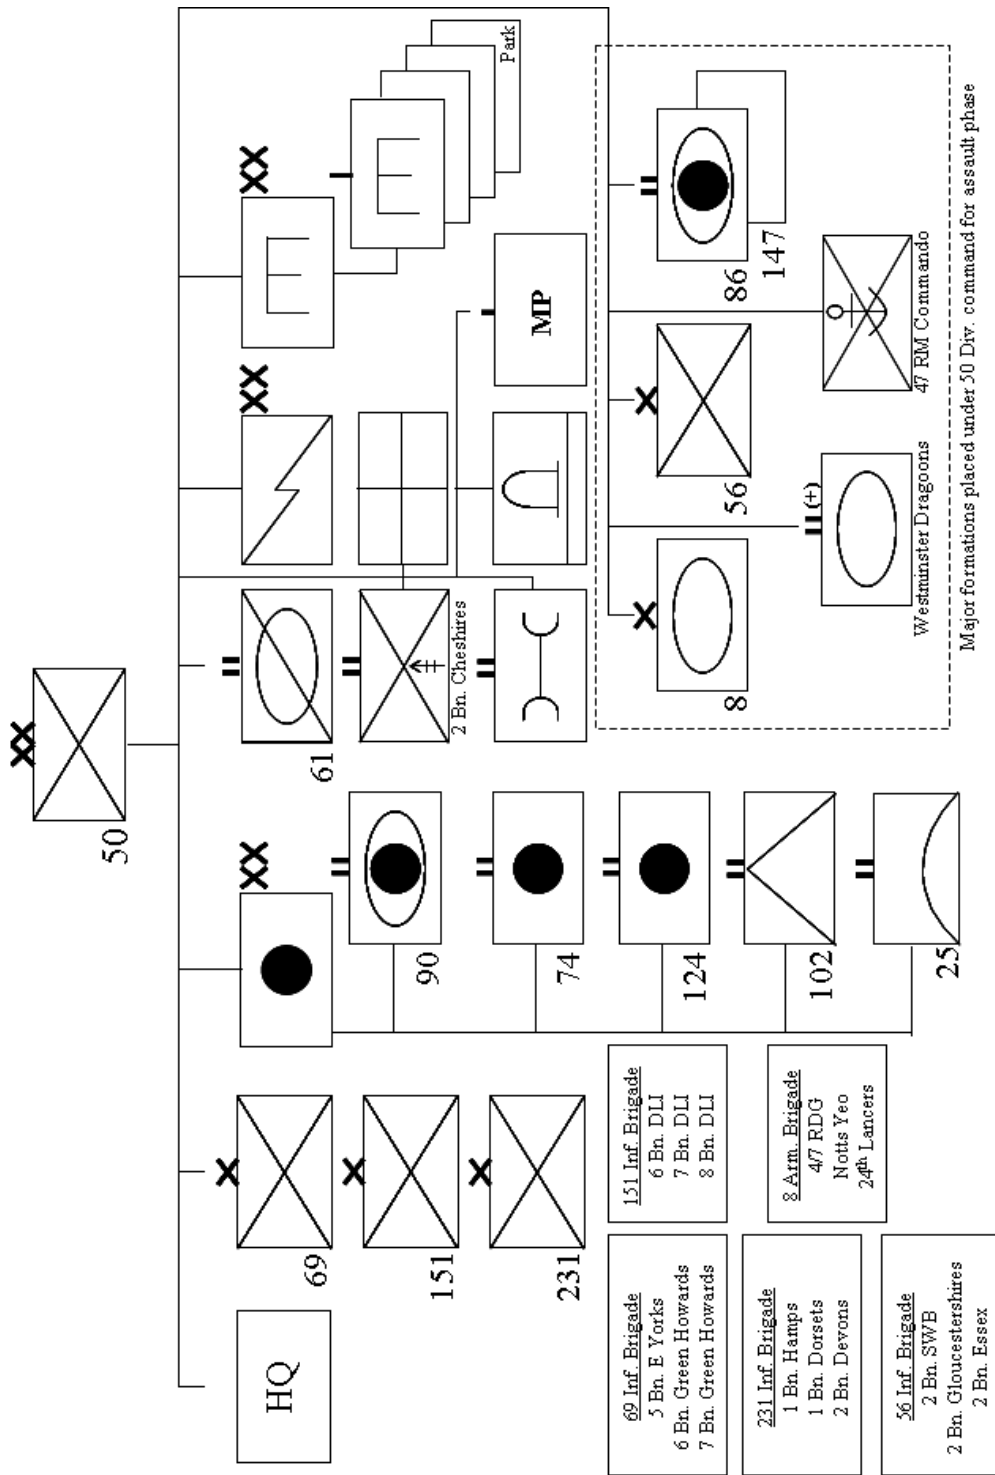 50
HQ
69
151
231
90
74
124
102
25
61
2 Bn. Cheshires
MP
Park
8
56
86
147
(+)
Westminster Dragoons
47 RM Commando
Major formations placed under 50 Div. command for assault phase
69 Inf. Brigade
5 Bn. E Yorks
6 Bn. Green Howards
7 Bn. Green Howards
151 Inf. Brigade
6 Bn. DLI
7 Bn. DLI
8 Bn. DLI
231 Inf. Brigade
1 Bn. Hamps
1 Bn. Dorsets
2 Bn. Devons
8 Arm. Brigade
4/7 RDG
Notts Yeo
24th Lancers
56 Inf. Brigade
2 Bn. SWB
2 Bn. Gloucestershires
2 Bn. Essex